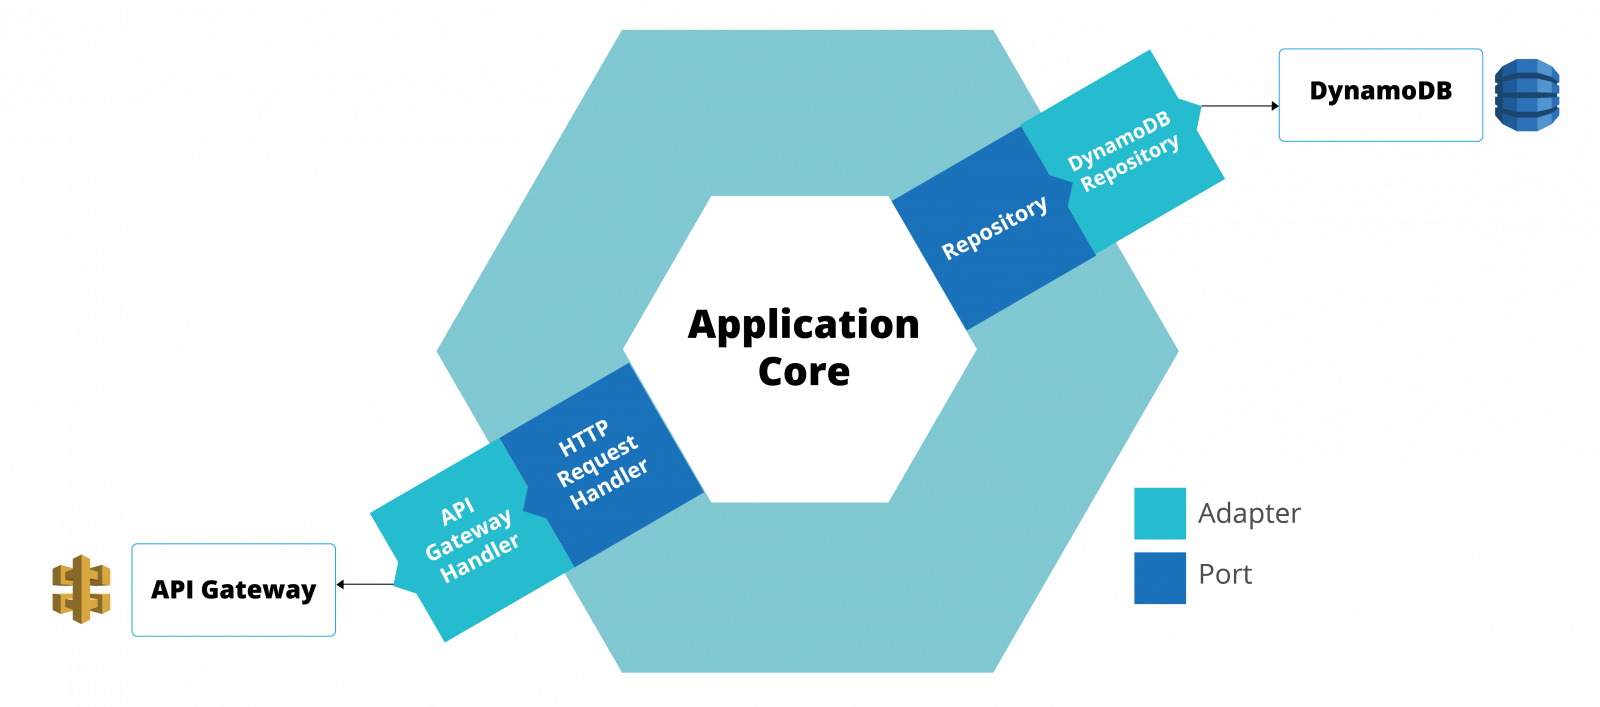 DynamoDB
DynamoDB
Repository
Repository
Application
Core
HTTP
Request
Handler
API
Gateway
Handler
API Gateway
Adapter
Port